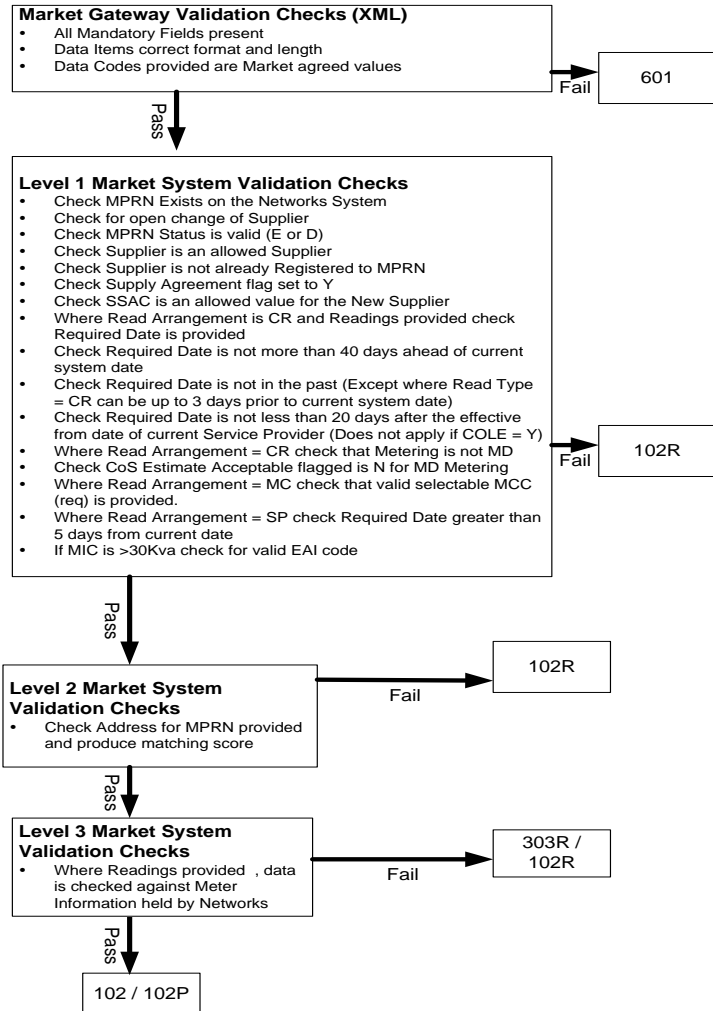 Market Gateway Validation Checks (XML)
• All Mandatory Fields present
• Data Items correct format and length
• Data Codes provided are Market agreed values
601
Fail
Pass
Level 1 Market System Validation Checks
• Check MPRN Exists on the Networks System
• Check for open change of Supplier
• Check MPRN Status is valid (E or D)
• Check Supplier is an allowed Supplier
• Check Supplier is not already Registered to MPRN
• Check Supply Agreement flag set to Y
• Check SSAC is an allowed value for the New Supplier
• Where Read Arrangement is CR and Readings provided check
Required Date is provided
• Check Required Date is not more than 40 days ahead of current
system date
• Check Required Date is not in the past (Except where Read Type
= CR can be up to 3 days prior to current system date)
• Check Required Date is not less than 20 days after the effective
from date of current Service Provider (Does not apply if COLE = Y)
• Where Read Arrangement = CR check that Metering is not MD
• Check CoS Estimate Acceptable flagged is N for MD Metering
• Where Read Arrangement = MC check that valid selectable MCC
(req) is provided.
• Where Read Arrangement = SP check Required Date greater than
5 days from current date
• If MIC is >30Kva check for valid EAI code
102R
Fail
Pass
Level 2 Market System
Validation Checks
• Check Address for MPRN provided
and produce matching score
102R
Fail
Pass
Level 3 Market System
Validation Checks
• Where Readings provided , data
is checked against Meter
Information held by Networks
303R /
102R
Fail
Pass
102 / 102P